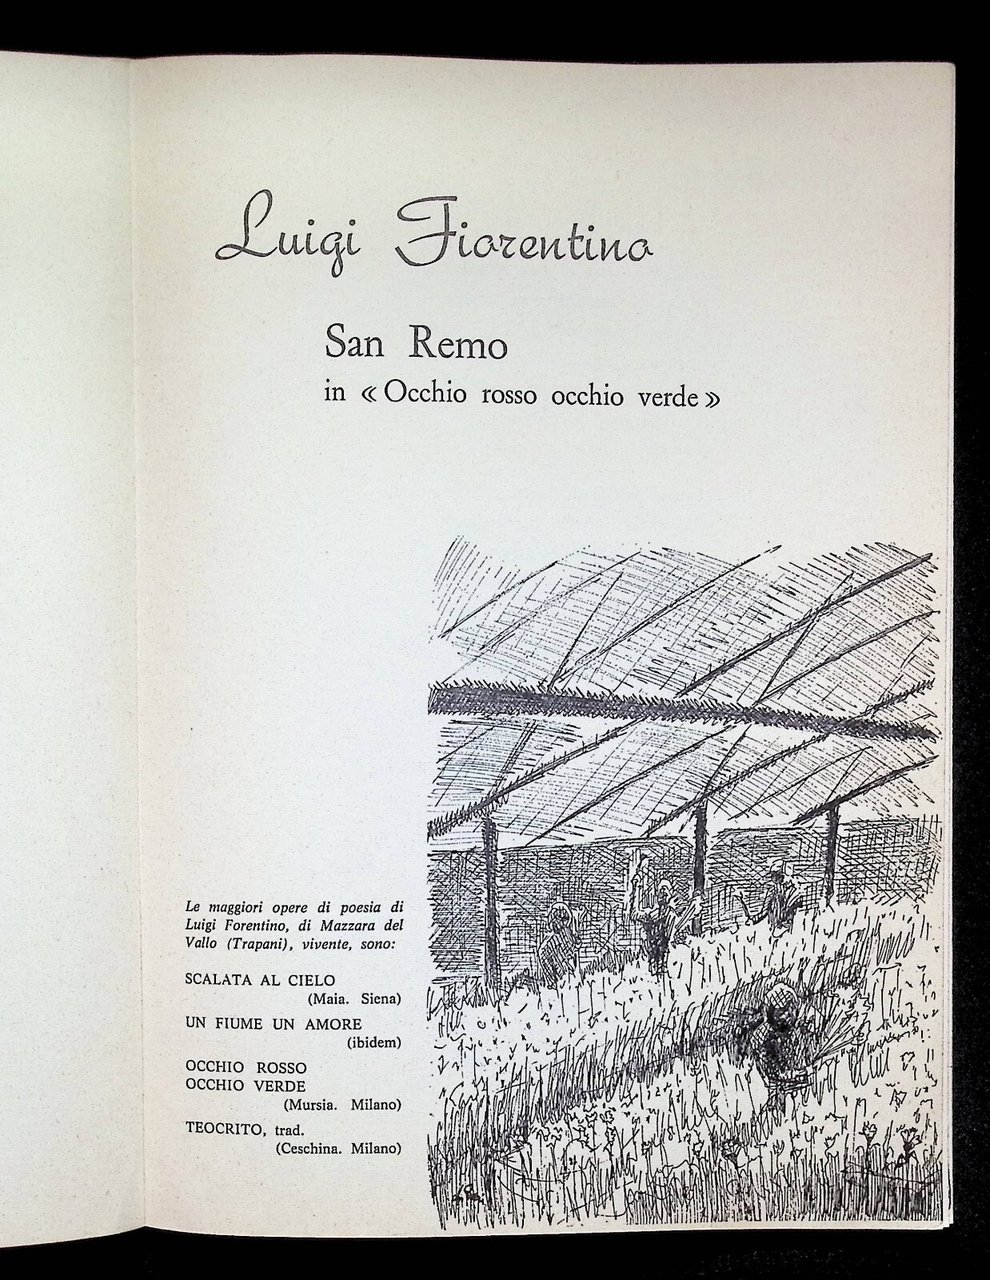 Luigi Fiorentino
San Remo
in « Occhio rosso occhio verde »
Le maggiori opere di poesia di
Luigi Forentino, di Mazzara del
Vallo (Trapani), vivente, sono:
SCALATA AL CIELO
(Maia. Siena)
UN FIUME UN AMORE
(ibidem)
OCCHIO ROSSO
OCCHIO VERDE
(Mursia. Milano)
TEOCRITO, trad.
(Ceschina. Milano)